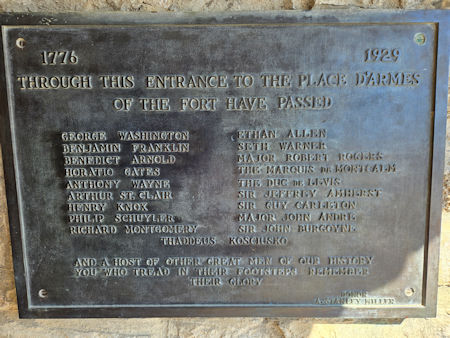 1776 1929
THROUGH THIS ENTRANCE TO THE PLACE D'ARMES
OF THE FORT HAVE PASSED
GEORGE WASHINGTON
BENJAMIN FRANKLIN
BENEDICT ARNOLD
HORATIO GATES
ANTHONY WAYNE
ARTHUR ST. CLAIR
HENRY KNOX
PHILIP SCHUYLER
RICHARD MONTGOMERY
ETHAN ALLEN
SETH WARNER
MAJOR ROBERT ROGERS
THE MARQUIS DE MONTCALM
THE DUC DE LEVIS
SIR JEFFREY AMHERST
SIR GUY CARLETON
MAJOR JOHN ANDRE
SIR JOHN BURGOYNE
THADDEUS KOSCIUSKO
AND A HOST OF OTHER GREAT MEN OF OUR HISTORY
YOU WHO TREAD IN THEIR FOOTSTEPS REMEMBER
THEIR GLORY
DONOR